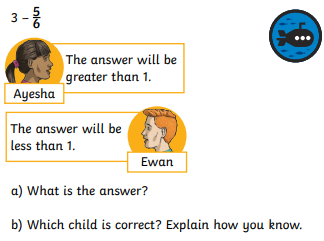 3 – 5/6
The answer will be
greater than 1.
Ayesha
The answer will be
less than 1.
Ewan
a) What is the answer?
b) Which child is correct? Explain how you know.